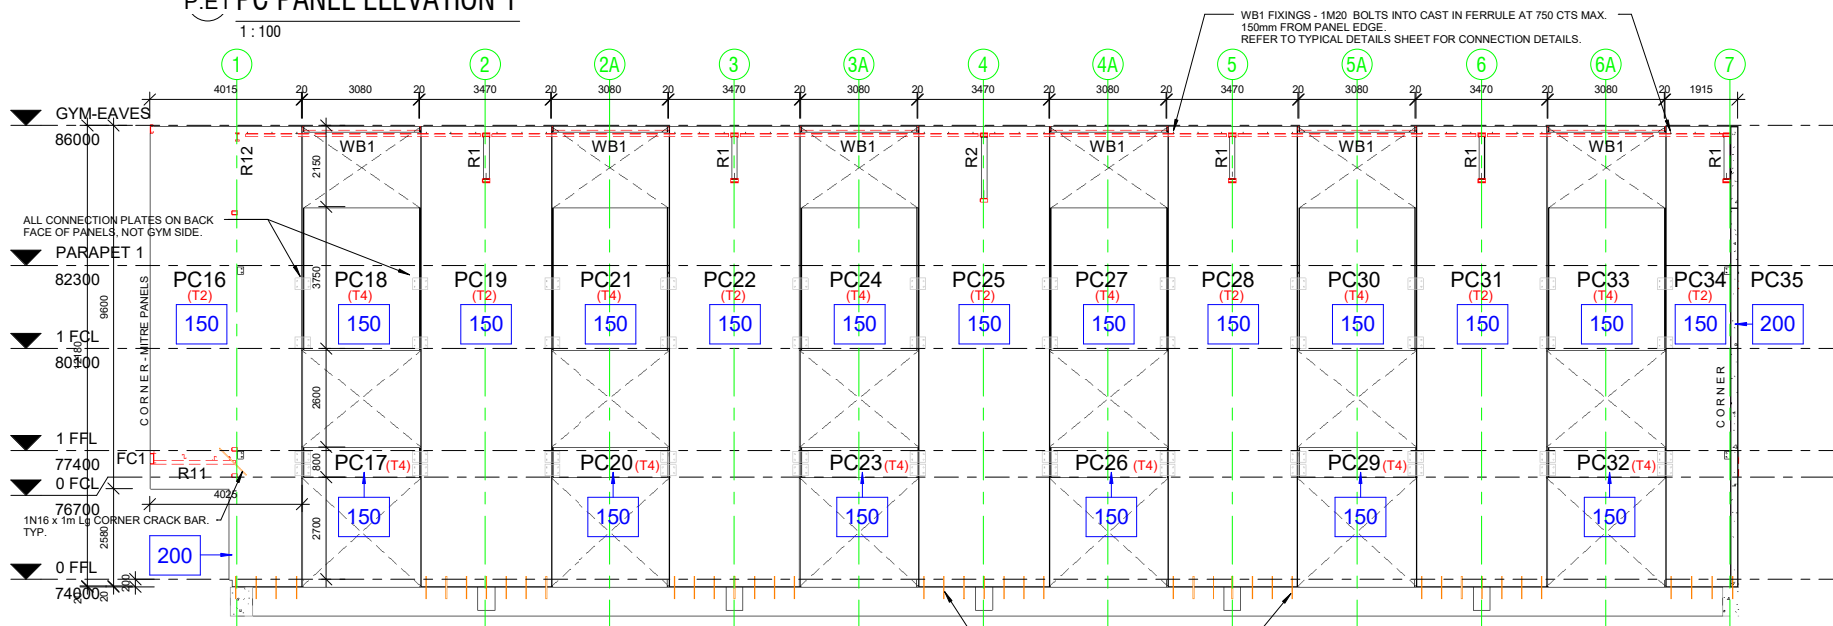 P.E1 PC PANEL ELEVATION 1
1 : 100
WB1 FIXINGS - 1M20 BOLTS INTO CAST IN FERRULE AT 750 CTS MAX.
150mm FROM PANEL EDGE.
REFER TO TYPICAL DETAILS SHEET FOR CONNECTION DETAILS.
1 2 2A 3 3A 4 4A 5 5A 6 6A 7
4015 20 3080 20 3470 20 3080 20 3470 20 3080 20 3470 20 3080 20 3470 20 3080 20 3470 20 3080 20 1915
GYM-EAVES
86000
R12 WB1 R1 WB1 R1 WB1 R2 WB1 R1 WB1 R1 WB1 R1
2150
ALL CONNECTION PLATES ON BACK
FACE OF PANELS, NOT GYM SIDE.
PARAPET 1
82300
PC16 PC18 PC19 PC21 PC22 PC24 PC25 PC27 PC28 PC30 PC31 PC33 PC34 PC35
(T2) (T4) (T2) (T4) (T2) (T4) (T2) (T4) (T2) (T4) (T2) (T4) (T2)
150 150 150 150 150 150 150 150 150 150 150 150 150 200
3750
9600
CORNER - MITRE PANELS
1 FCL
80100
2600
CORNER
1 FFL
77400
FC1
R11
800
PC17 (T4) PC20 (T4) PC23 (T4) PC26 (T4) PC29 (T4) PC32 (T4)
0 FCL
76700
4025
150 150 150 150 150 150
1N16 x 1m Lg CORNER CRACK BAR.
TYP.
2580
2700
200
0 FFL
74000
200
20
20